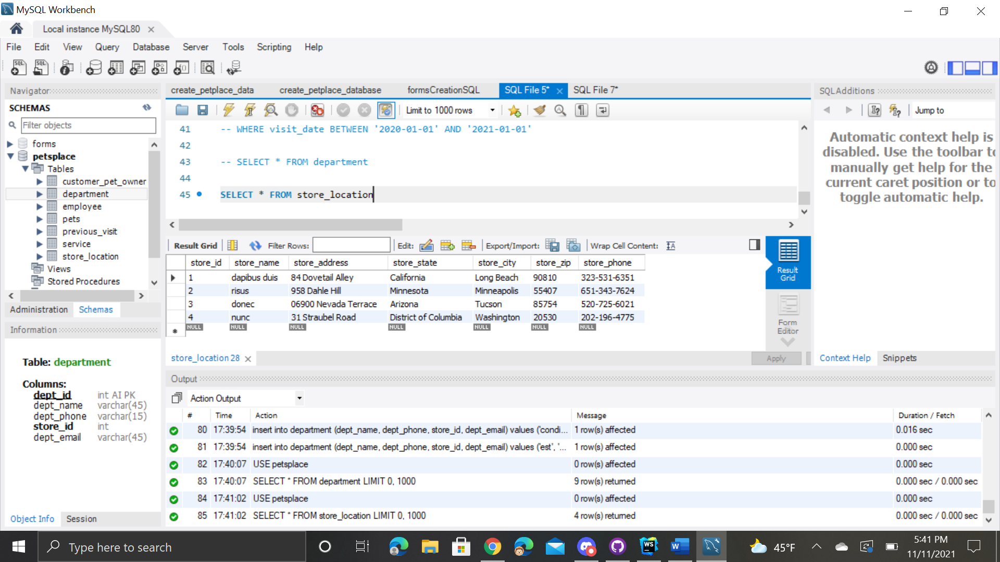 MySQL Workbench
Local instance MySQL80
File Edit View Query Database Server Tools Scripting Help
Navigator
SCHEMAS
Filter objects
forms
petsplace
Tables
customer_pet_owner
department
employee
pets
previous_visit
service
store_location
Views
Stored Procedures
Administration Schemas
Information
Table: department
Columns:
dept_id int AI PK
dept_name varchar(45)
dept_phone varchar(15)
store_id int
dept_email varchar(45)
Object Info Session
create_petplace_data create_petplace_database formsCreationSQL SQL File 5* SQL File 7*
Limit to 1000 rows
41 -- WHERE visit_date BETWEEN '2020-01-01' AND '2021-01-01'
42
43 -- SELECT * FROM department
44
45 SELECT * FROM store_location
Result Grid Filter Rows: Edit: Export/Import: Wrap Cell Content:
store_id store_name store_address store_state store_city store_zip store_phone
1 dapibus duis 84 Dovetail Alley California Long Beach 90810 323-531-6351
2 risus 958 Dahle Hill Minnesota Minneapolis 55407 651-343-7624
3 donec 06900 Nevada Terrace Arizona Tucson 85754 520-725-6021
4 nunc 31 Straubel Road District of Columbia Washington 20530 202-196-4775
NULL NULL NULL NULL NULL NULL NULL
Result
Grid
Form
Editor
store_location 28
Apply
SQLAdditions
Jump to
Automatic context help is
disabled. Use the toolbar to
manually get help for the
current caret position or to
toggle automatic help.
Context Help Snippets
Output
Action Output
# Time Action Message Duration / Fetch
80 17:39:54 insert into department (dept_name, dept_phone, store_id, dept_email) values ('condi... 1 row(s) affected 0.016 sec
81 17:39:54 insert into department (dept_name, dept_phone, store_id, dept_email) values ('est', '... 1 row(s) affected 0.000 sec
82 17:40:07 USE petsplace 0 row(s) affected 0.000 sec
83 17:40:07 SELECT * FROM department LIMIT 0, 1000 9 row(s) returned 0.000 sec / 0.000 sec
84 17:41:02 USE petsplace 0 row(s) affected 0.000 sec
85 17:41:02 SELECT * FROM store_location LIMIT 0, 1000 4 row(s) returned 0.000 sec / 0.000 sec
Type here to search
45°F
5:41 PM
11/11/2021